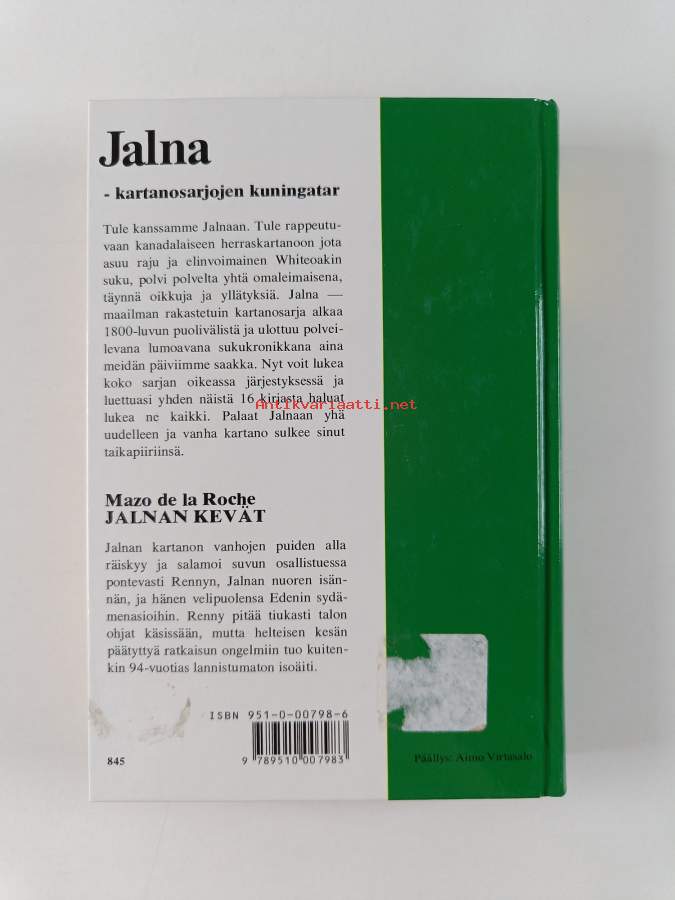 Jalna
- kartanosarjojen kuningatar
Tule kanssamme Jalnaan. Tule rappeutu-
vaan kanadalaiseen herraskartanoon jota
asuu raju ja elinvoimainen Whiteoakin
suku, polvi polvelta yhtä omaleimaisena,
täynnä oikkuja ja yllätyksiä. Jalna —
maailman rakastetuin kartanosarja alkaa
1800-luvun puolivälistä ja ulottuu polvei-
levana lumoavana sukukronikkana aina
meidän päiviimme saakka. Nyt voit lukea
koko sarjan oikeassa järjestyksessä ja
luettuasi yhden näistä 16 kirjasta haluat
Antikvariaatti.net
lukea ne kaikki. Palaat Jalnaan yhä
uudelleen ja vanha kartano sulkee sinut
taikapiiriinsä.
Mazo de la Roche
JALNAN KEVÄT
Jalnan kartanon vanhojen puiden alla
räiskyy ja salamoi suvun osallistuessa
pontevasti Rennyn, Jalnan nuoren isän-
nän, ja hänen velipuolensa Edenin sydä-
menasioihin. Renny pitää tiukasti talon
ohjat käsissään, mutta helteisen kesän
päätyttyä ratkaisun ongelmiin tuo kuiten-
kin 94-vuotias lannistumaton isoäiti.
ISBN 951-0-00798-6
9 789510 007983
845
Päällys: Aimo Virtasalo